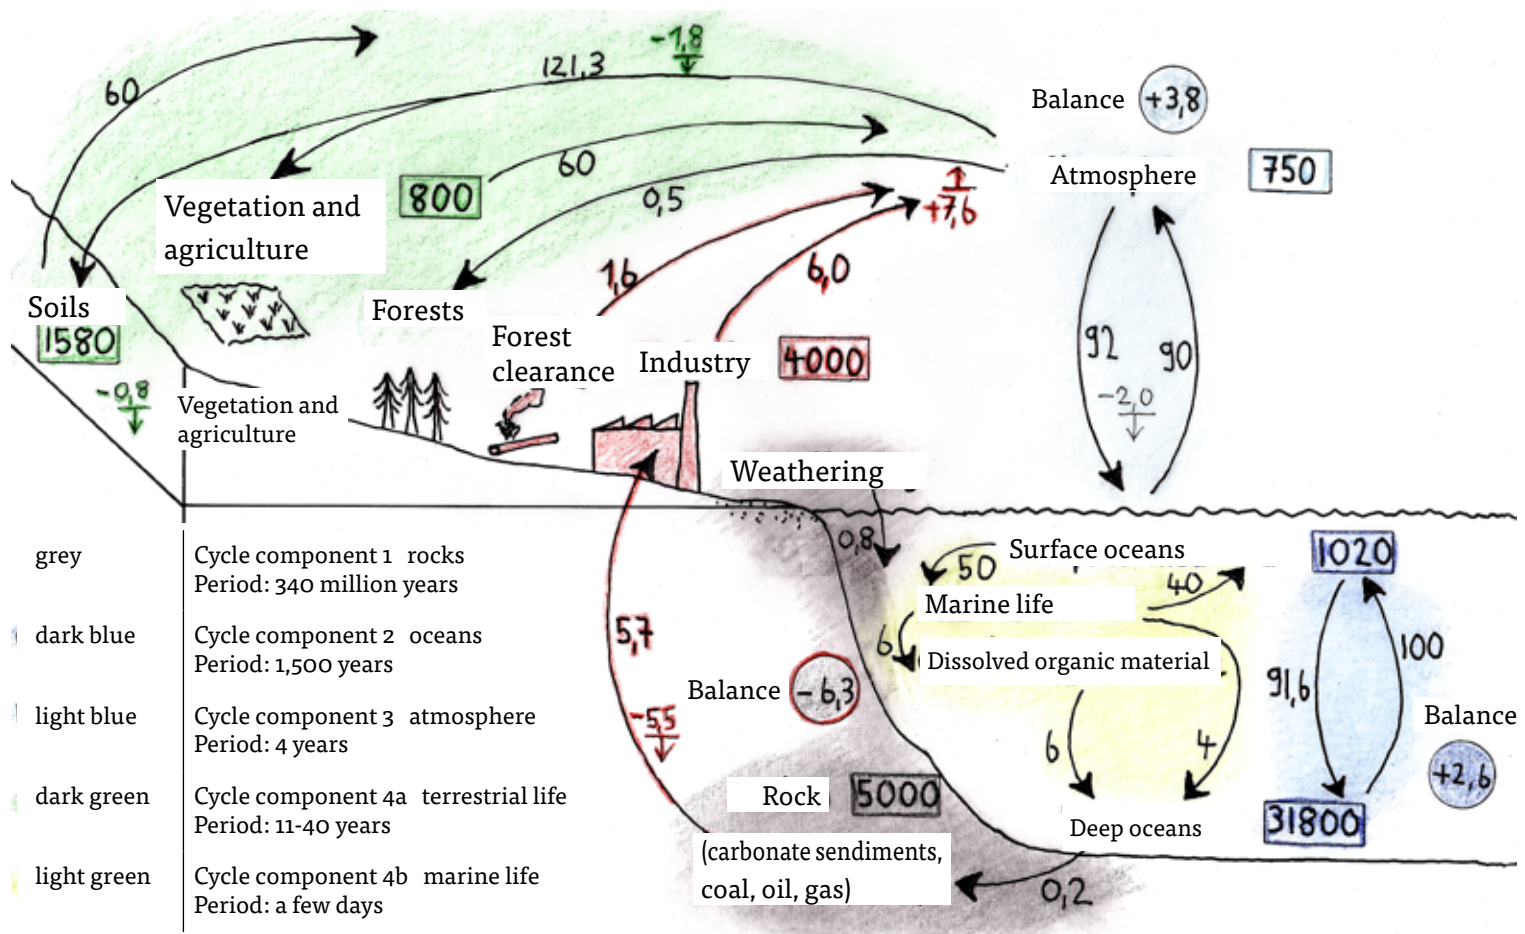 60
121,3
-1,8
Balance
+3,8
Atmosphere
750
Vegetation and
agriculture
800
60
0,5
+7,6
1,6
6,0
Soils
1580
-0,8
Forests
Forest
clearance
Industry
4000
Vegetation and
agriculture
92
90
-2,0
Weathering
0,8
Surface oceans
50
40
1020
Marine life
6
Dissolved organic material
5,7
Balance
-6,3
-5,5
6
4
91,6
100
Balance
+2,6
Rock
5000
(carbonate sendiments,
coal, oil, gas)
Deep oceans
31800
0,2
grey
Cycle component 1 rocks
Period: 340 million years
dark blue
Cycle component 2 oceans
Period: 1,500 years
light blue
Cycle component 3 atmosphere
Period: 4 years
dark green
Cycle component 4a terrestrial life
Period: 11-40 years
light green
Cycle component 4b marine life
Period: a few days